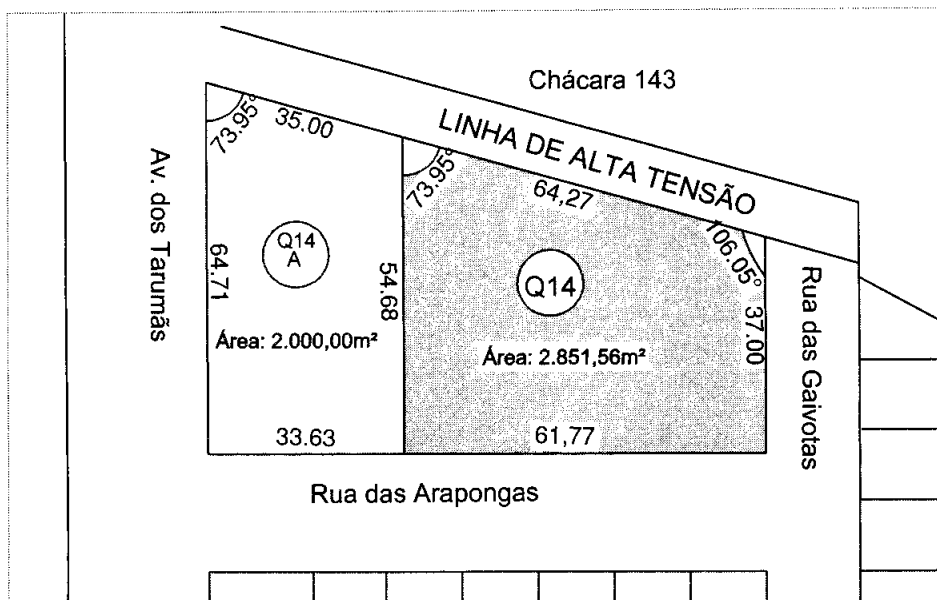 Chácara 143
LINHA DE ALTA TENSÃO
73.95°
35.00
73.95°
64,27
106.05°
Av. dos Tarumãs
64.71
Q14
A
54.68
Q14
37.00
Rua das Gaivotas
Área: 2.000,00m²
Área: 2.851,56m²
33.63
61,77
Rua das Arapongas